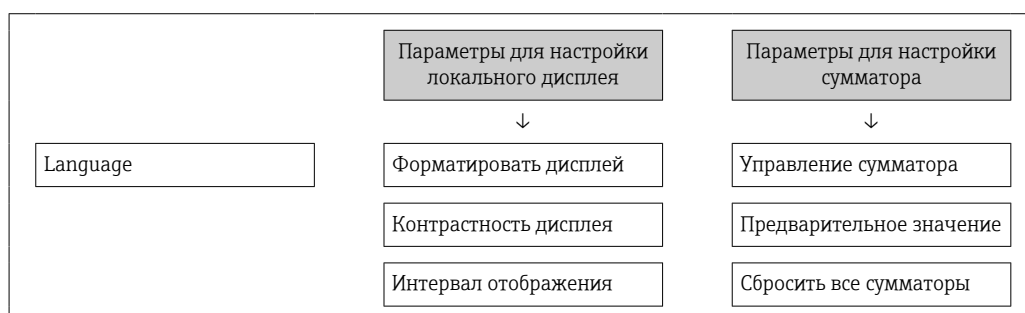 Параметры для настройки
локального дисплея
Параметры для настройки
сумматора
↓
↓
Language
Форматировать дисплей
Управление сумматора
Контрастность дисплея
Предварительное значение
Интервал отображения
Сбросить все сумматоры